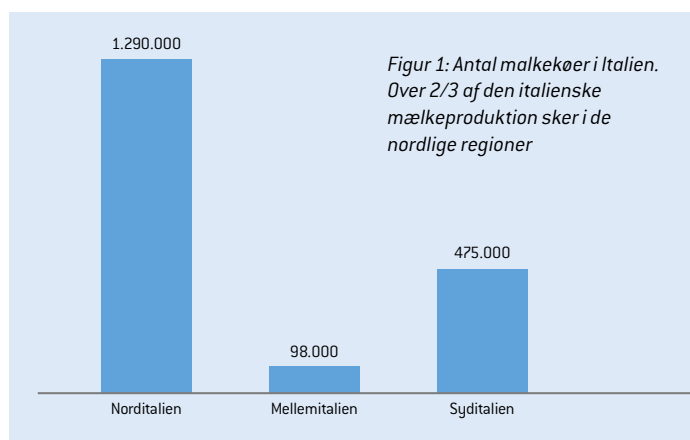 1.290.000
Figur 1: Antal malkekøer i Italien.
Over 2/3 af den italienske
mælkeproduktion sker i de
nordlige regioner
475.000
98.000
Norditalien
Mellemitalien
Syditalien